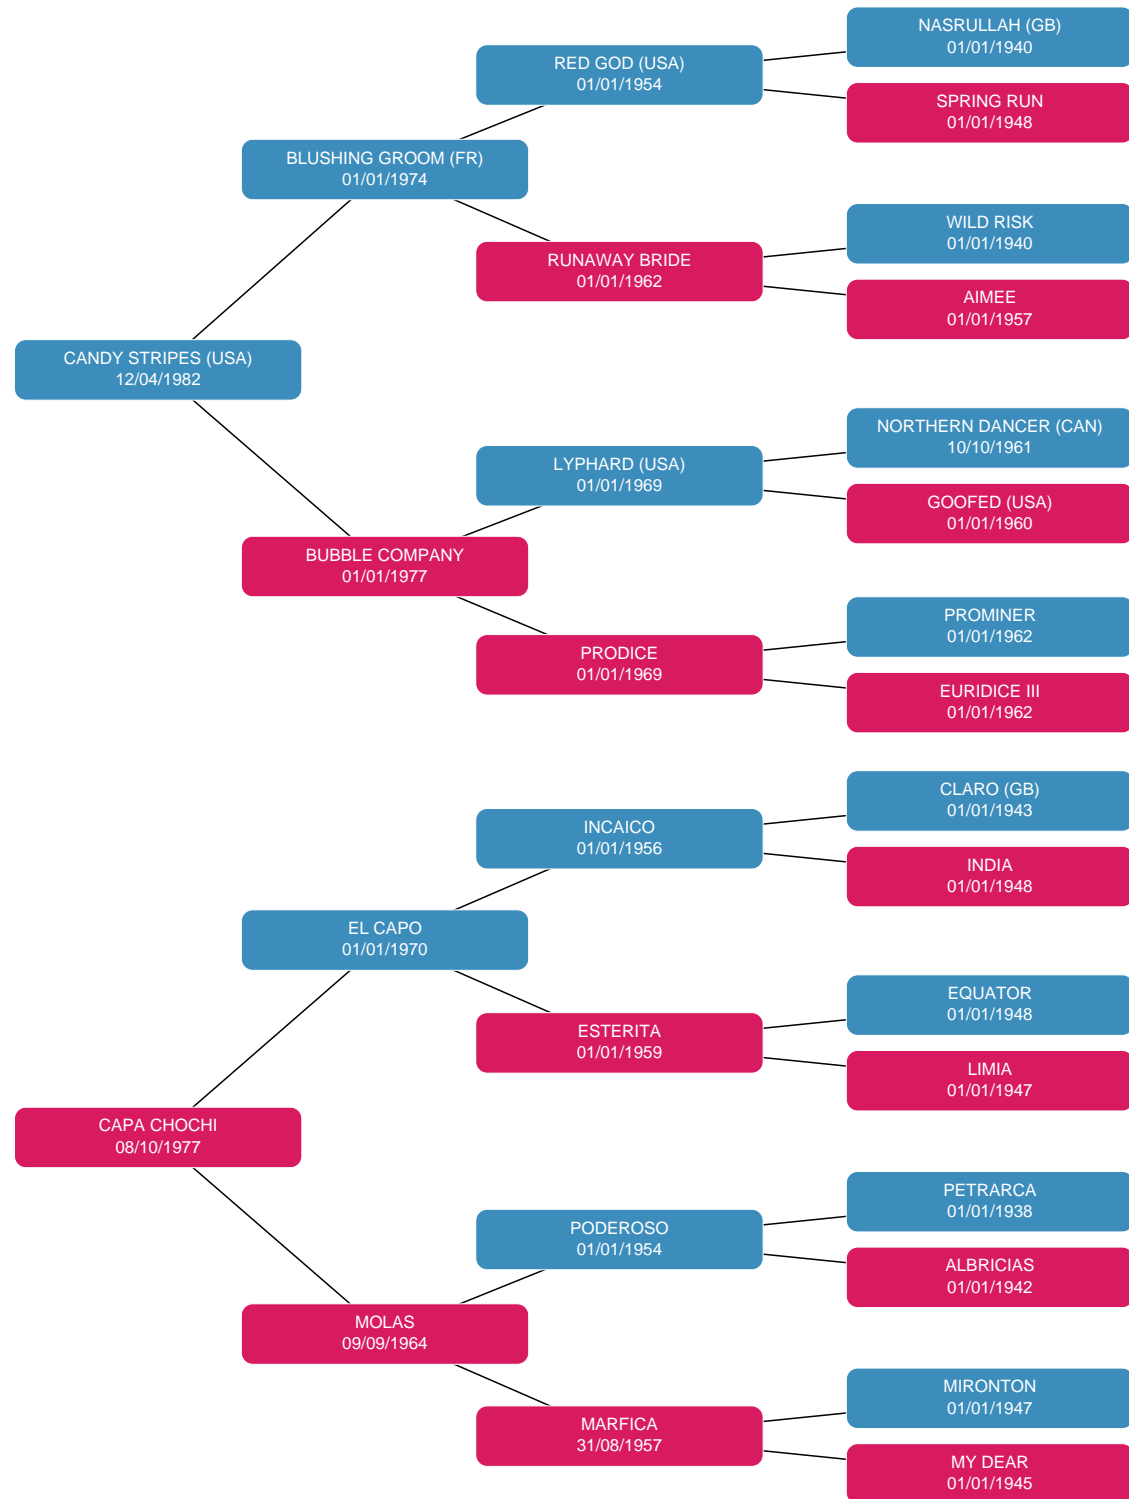 NASRULLAH (GB)
01/01/1940
RED GOD (USA)
01/01/1954
SPRING RUN
01/01/1948
BLUSHING GROOM (FR)
01/01/1974
WILD RISK
01/01/1940
RUNAWAY BRIDE
01/01/1962
AIMEE
01/01/1957
CANDY STRIPES (USA)
12/04/1982
NORTHERN DANCER (CAN)
10/10/1961
LYPHARD (USA)
01/01/1969
GOOFED (USA)
01/01/1960
BUBBLE COMPANY
01/01/1977
PROMINER
01/01/1962
PRODICE
01/01/1969
EURIDICE III
01/01/1962
CLARO (GB)
01/01/1943
INCAICO
01/01/1956
INDIA
01/01/1948
EL CAPO
01/01/1970
EQUATOR
01/01/1948
ESTERITA
01/01/1959
LIMIA
01/01/1947
CAPA CHOCHI
08/10/1977
PETRARCA
01/01/1938
PODEROSO
01/01/1954
ALBRICIAS
01/01/1942
MOLAS
09/09/1964
MIRONTON
01/01/1947
MARFICA
31/08/1957
MY DEAR
01/01/1945